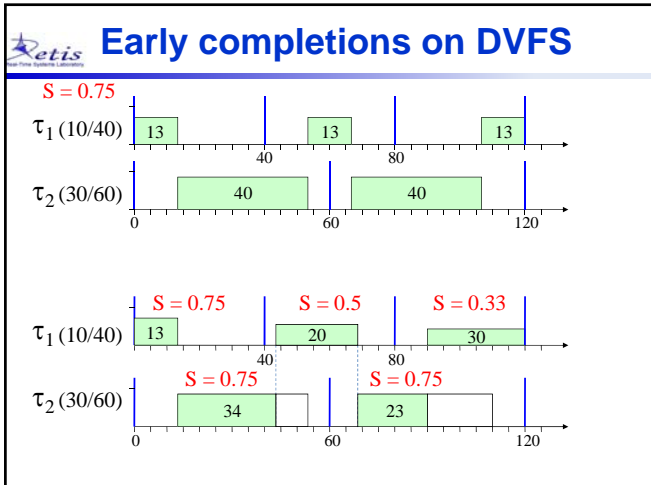 Retis
Real-Time Systems Laboratory
Early completions on DVFS
S = 0.75
τ1 (10/40)
13 13 13
40 80
τ2 (30/60)
40 40
0 60 120
S = 0.75 S = 0.5 S = 0.33
τ1 (10/40)
13 20 30
40 80
S = 0.75 S = 0.75
τ2 (30/60)
34 23
0 60 120